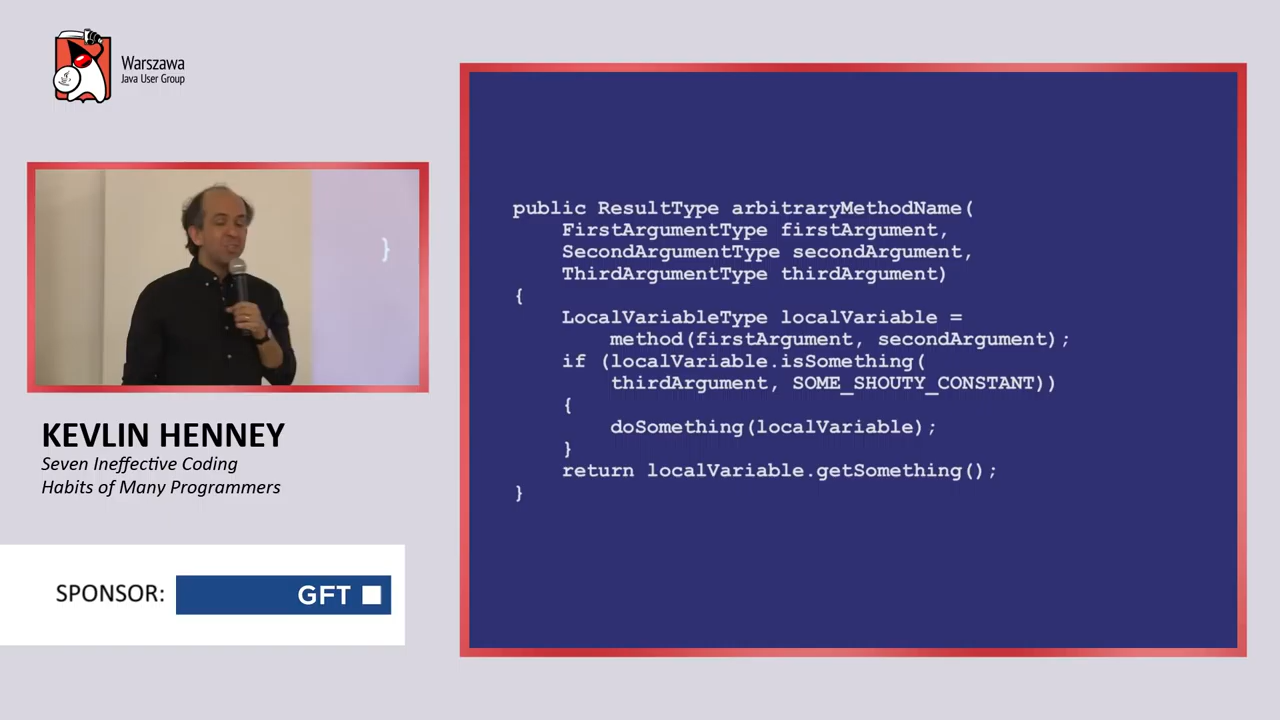 Warszawa
Java User Group
}
KEVLIN HENNEY
Seven Ineffective Coding
Habits of Many Programmers
SPONSOR: GFT
public ResultType arbitraryMethodName(
    FirstArgumentType firstArgument,
    SecondArgumentType secondArgument,
    ThirdArgumentType thirdArgument)
{
    LocalVariableType localVariable =
        method(firstArgument, secondArgument);
    if (localVariable.isSomething(
        thirdArgument, SOME_SHOUTY_CONSTANT))
    {
        doSomething(localVariable);
    }
    return localVariable.getSomething();
}